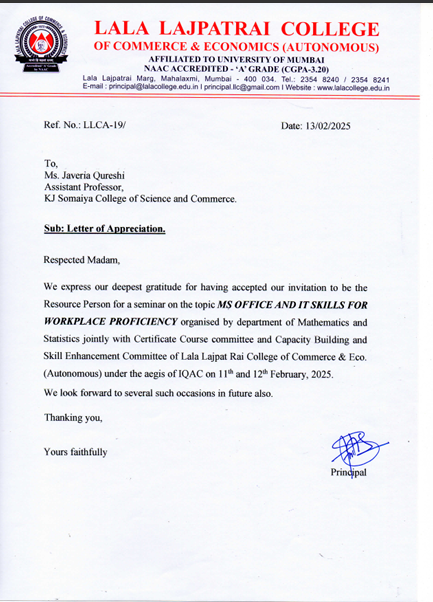 LALA LAJPATRAI COLLEGE
OF COMMERCE & ECONOMICS (AUTONOMOUS)
AFFILIATED TO UNIVERSITY OF MUMBAI
NAAC ACCREDITED - 'A' GRADE (CGPA-3.20)
Lala Lajpatrai Marg, Mahalaxmi, Mumbai - 400 034. Tel.: 2354 8240 / 2354 8241
E-mail : principal@lalacollege.edu.in I principal.llc@gmail.com I Website : www.lalacollege.edu.in
Ref. No.: LLCA-19/ Date: 13/02/2025
To,
Ms. Javeria Qureshi
Assistant Professor,
KJ Somaiya College of Science and Commerce.
Sub: Letter of Appreciation.
Respected Madam,
We express our deepest gratitude for having accepted our invitation to be the
Resource Person for a seminar on the topic MS OFFICE AND IT SKILLS FOR
WORKPLACE PROFICIENCY organised by department of Mathematics and
Statistics jointly with Certificate Course committee and Capacity Building and
Skill Enhancement Committee of Lala Lajpat Rai College of Commerce & Eco.
(Autonomous) under the aegis of IQAC on 11th and 12th February, 2025.
We look forward to several such occasions in future also.
Thanking you,
Yours faithfully
Principal